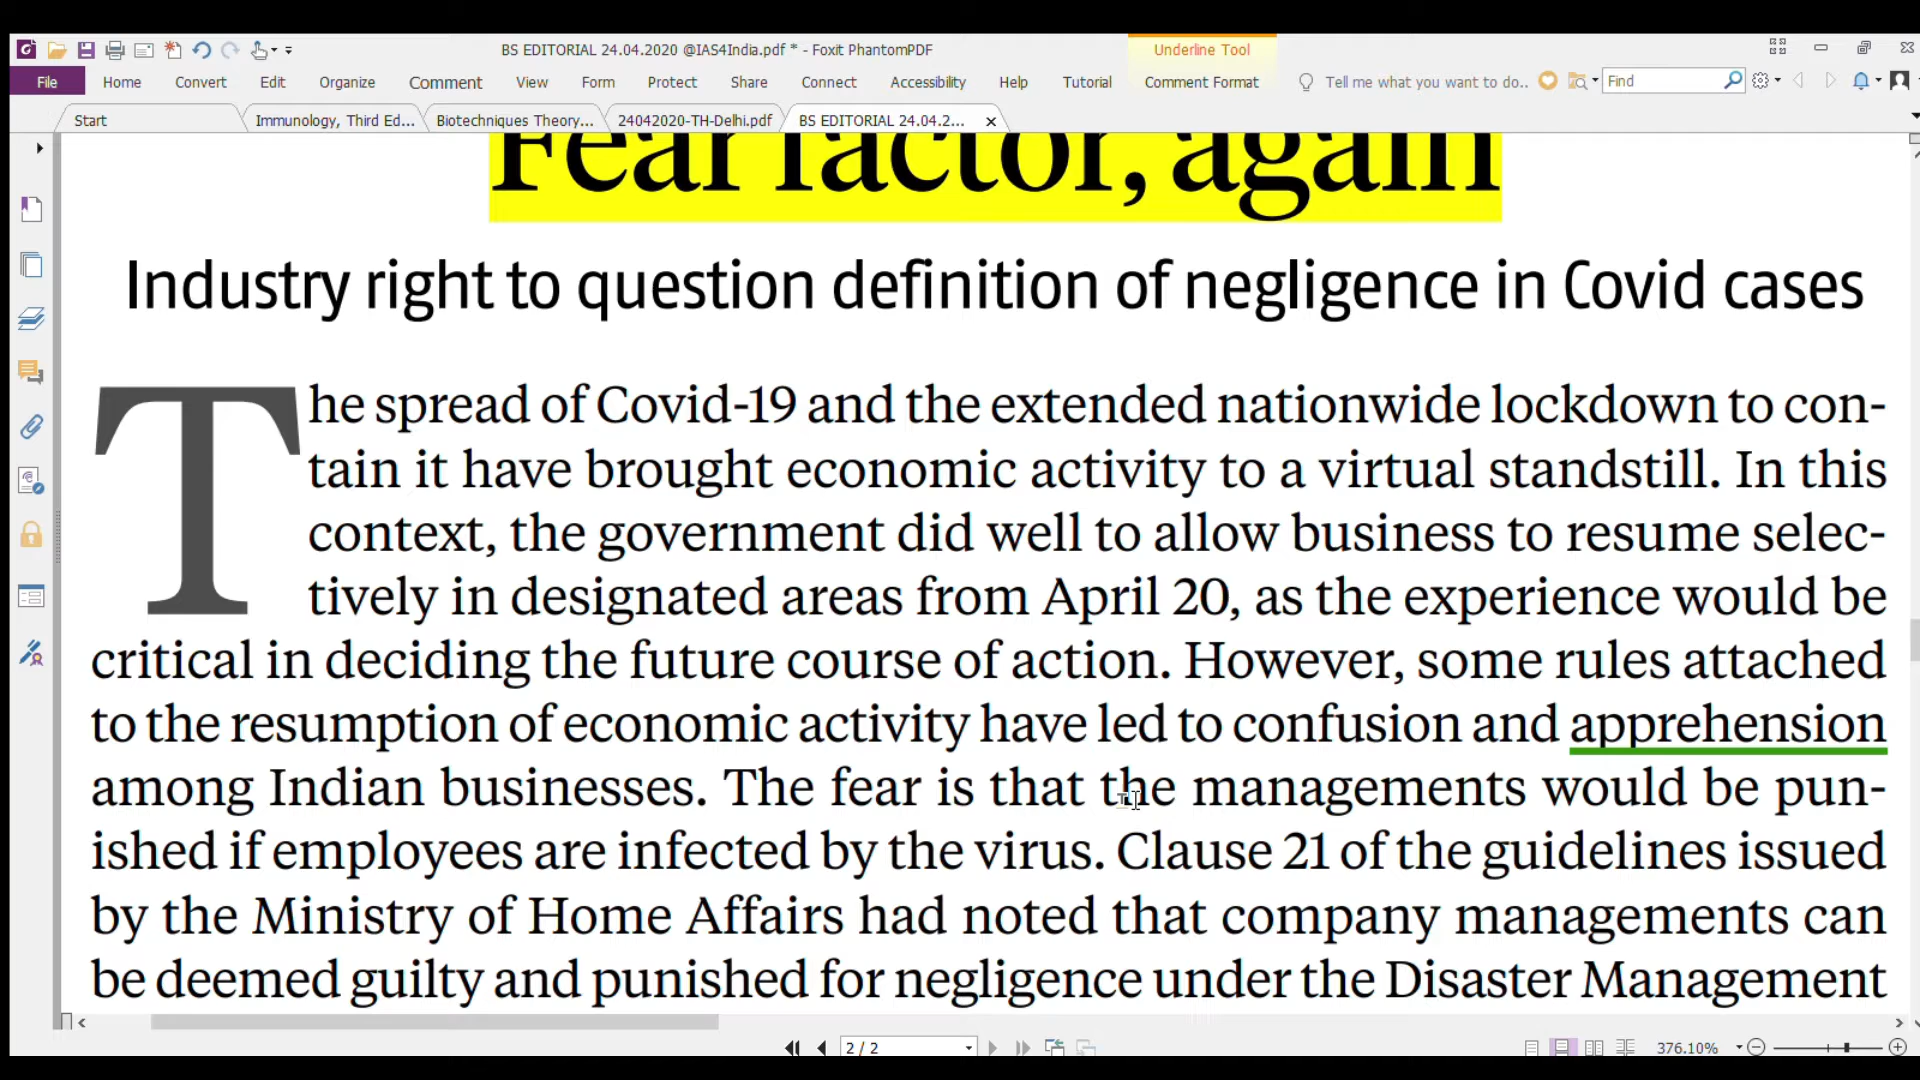 BS EDITORIAL 24.04.2020 @IAS4India.pdf * - Foxit PhantomPDF
Underline Tool
File Home Convert Edit Organize Comment View Form Protect Share Connect Accessibility Help Tutorial Comment Format Tell me what you want to do.. Find
Start Immunology, Third Ed... Biotechniques Theory... 24042020-TH-Delhi.pdf BS EDITORIAL 24.04.2...
Fear factor, again
Industry right to question definition of negligence in Covid cases
The spread of Covid-19 and the extended nationwide lockdown to con-
tain it have brought economic activity to a virtual standstill. In this
context, the government did well to allow business to resume selec-
tively in designated areas from April 20, as the experience would be
critical in deciding the future course of action. However, some rules attached
to the resumption of economic activity have led to confusion and apprehension
among Indian businesses. The fear is that the managements would be pun-
ished if employees are infected by the virus. Clause 21 of the guidelines issued
by the Ministry of Home Affairs had noted that company managements can
be deemed guilty and punished for negligence under the Disaster Management
2 / 2
376.10%